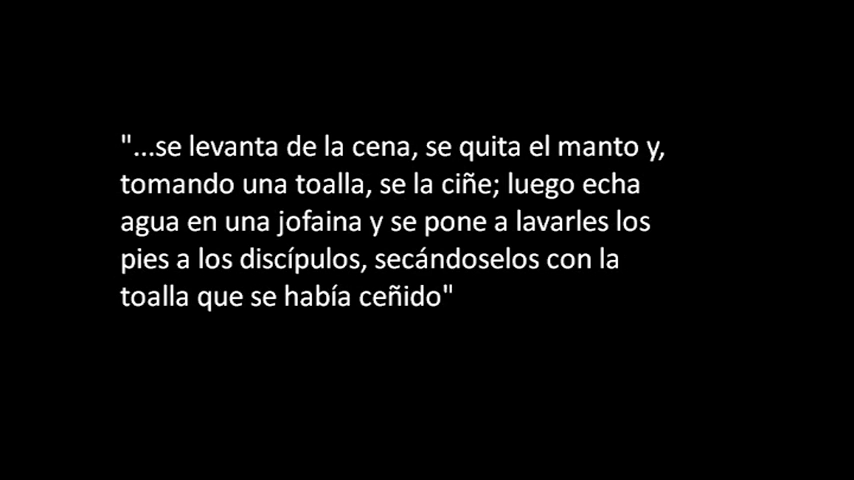 "...se levanta de la cena, se quita el manto y,
tomando una toalla, se la ciñe; luego echa
agua en una jofaina y se pone a lavarles los
pies a los discípulos, secándoselos con la
toalla que se había ceñido"